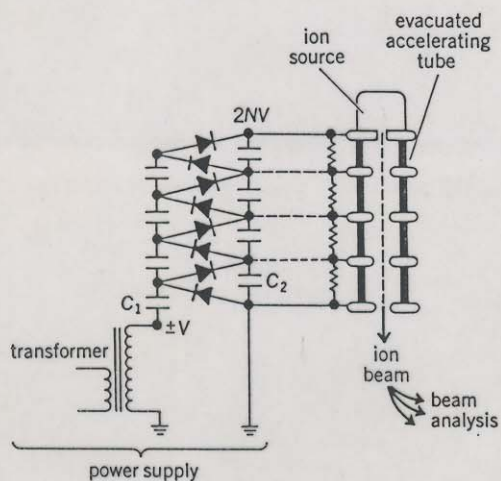 evacuated
accelerating
tube
ion
source
2NV
C₁
C₂
±V
transformer
ion
beam
beam
analysis
power supply